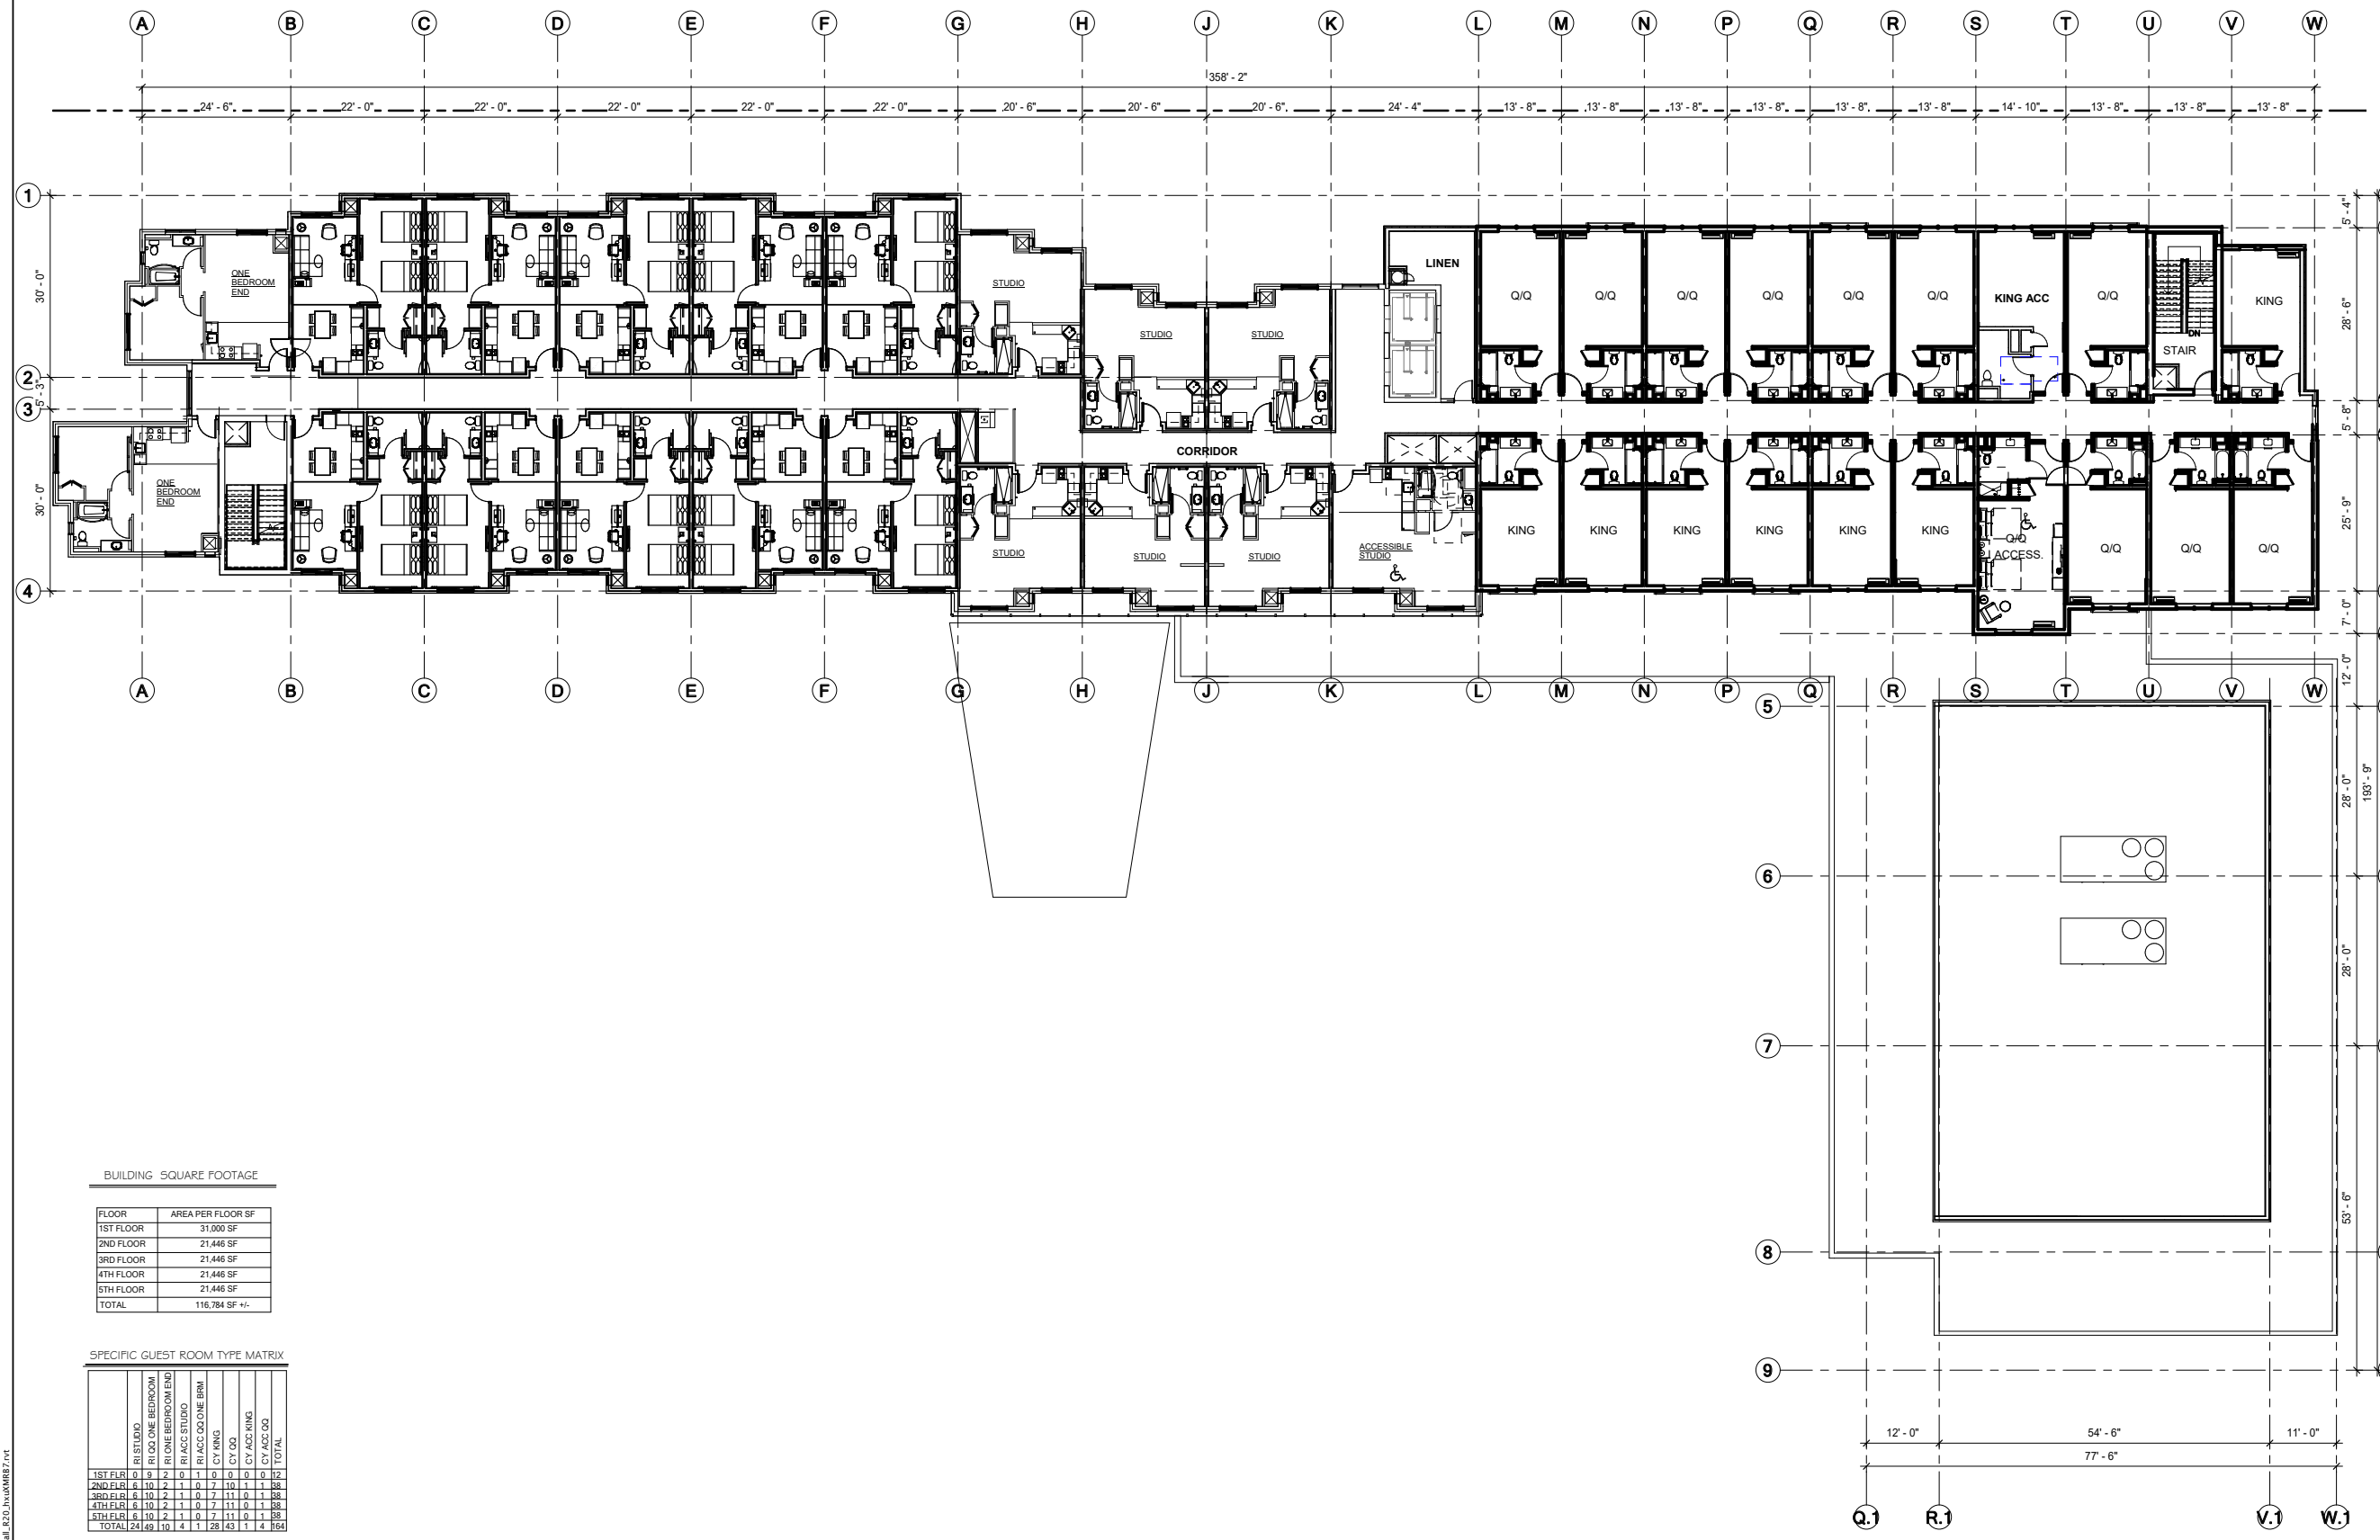 A B C D E F G H J K L M N P Q R S T U V W
358' - 2"
24' - 6" 22' - 0" 22' - 0" 22' - 0" 22' - 0" 22' - 0" 20' - 6" 20' - 6" 20' - 6" 24' - 4" 13' - 8" 13' - 8" 13' - 8" 13' - 8" 13' - 8" 13' - 8" 14' - 10" 13' - 8" 13' - 8" 13' - 8"
1
5' - 4"
30' - 0"
ONE
BEDROOM
END
STUDIO
STUDIO
STUDIO
LINEN
Q/Q Q/Q Q/Q Q/Q Q/Q Q/Q
KING ACC
Q/Q
DN
STAIR
KING
28' - 6"
2
5' - 3"
3
5' - 8"
CORRIDOR
30' - 0"
ONE
BEDROOM
END
STUDIO
STUDIO
STUDIO
ACCESSIBLE
STUDIO
KING KING KING KING KING KING
Q/Q
ACCESS.
Q/Q Q/Q Q/Q
25' - 9"
4
7' - 0"
A B C D E F G H J K L M N P Q R S T U V W
12' - 0"
5
28' - 0"
193' - 9"
6
28' - 0"
7
53' - 6"
8
9
12' - 0" 54' - 6" 11' - 0"
77' - 6"
Q.1 R.1 V.1 W.1
BUILDING SQUARE FOOTAGE
FLOOR AREA PER FLOOR SF
1ST FLOOR 31,000 SF
2ND FLOOR 21,446 SF
3RD FLOOR 21,446 SF
4TH FLOOR 21,446 SF
5TH FLOOR 21,446 SF
TOTAL 116,784 SF +/-
SPECIFIC GUEST ROOM TYPE MATRIX
RI STUDIO
RI QQ ONE BEDROOM
RI ONE BEDROOM END
RI ACC STUDIO
RI ACC QQ ONE BRM
CY KING
CY QQ
CY ACC KING
CY ACC QQ
TOTAL
1ST FLR 0 9 2 0 1 0 0 0 0 12
2ND FLR 6 10 2 1 0 7 10 1 1 38
3RD FLR 6 10 2 1 0 7 11 0 1 38
4TH FLR 6 10 2 1 0 7 11 0 1 38
5TH FLR 6 10 2 1 0 7 11 0 1 38
TOTAL 24 49 10 4 1 28 43 1 4 164